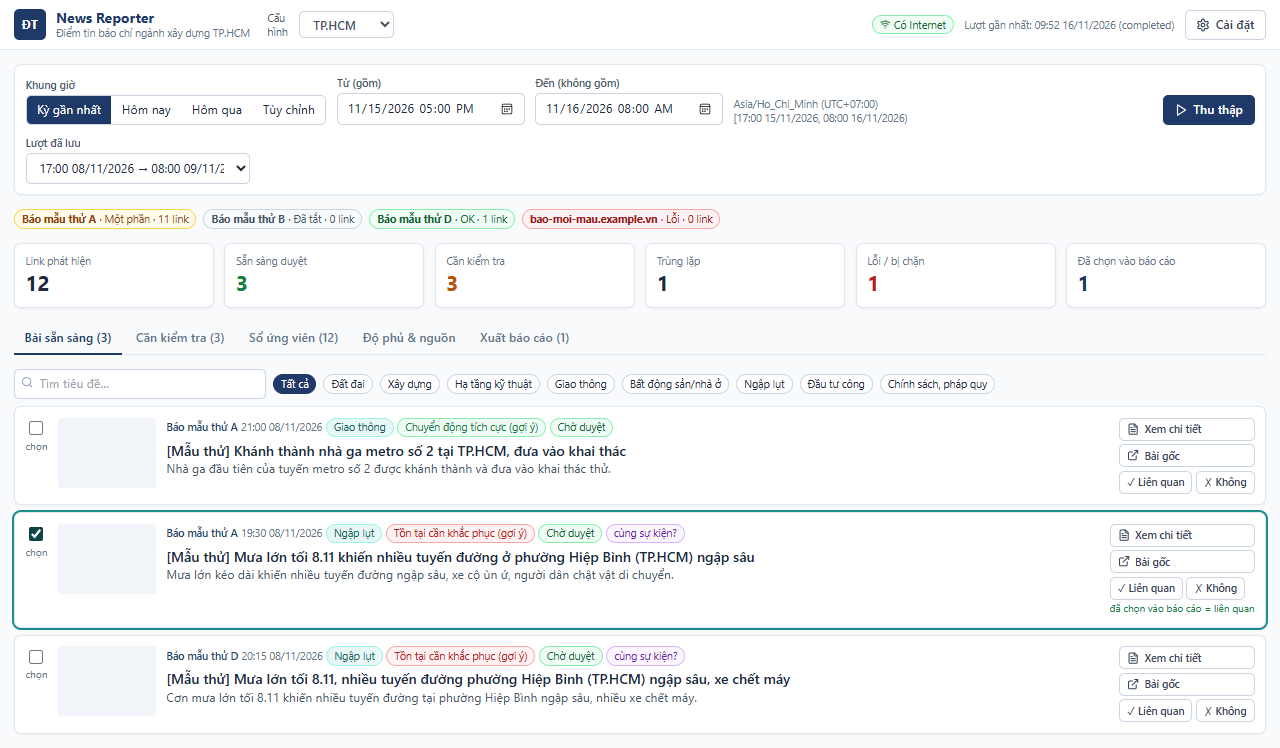 ĐT
News Reporter
Điểm tin báo chí ngành xây dựng TP.HCM
Cấu hình
TP.HCM
Có Internet
Lượt gần nhất: 09:52 16/11/2026 (completed)
Cài đặt
Khung giờ
Kỳ gần nhất
Hôm nay
Hôm qua
Tùy chỉnh
Từ (gồm)
11/15/2026 05:00 PM
Đến (không gồm)
11/16/2026 08:00 AM
Asia/Ho_Chi_Minh (UTC+07:00)
[17:00 15/11/2026, 08:00 16/11/2026)
Thu thập
Lượt đã lưu
17:00 08/11/2026 → 08:00 09/11/2
Báo mẫu thử A · Một phần · 11 link
Báo mẫu thử B · Đã tắt · 0 link
Báo mẫu thử D · OK · 1 link
bao-moi-mau.example.vn · Lỗi · 0 link
Link phát hiện
12
Sẵn sàng duyệt
3
Cần kiểm tra
3
Trùng lặp
1
Lỗi / bị chặn
1
Đã chọn vào báo cáo
1
Bài sẵn sàng (3)
Cần kiểm tra (3)
Sổ ứng viên (12)
Độ phủ & nguồn
Xuất báo cáo (1)
Tìm tiêu đề...
Tất cả
Đất đai
Xây dựng
Hạ tầng kỹ thuật
Giao thông
Bất động sản/nhà ở
Ngập lụt
Đầu tư công
Chính sách, pháp quy
chọn
Báo mẫu thử A 21:00 08/11/2026 Giao thông Chuyển động tích cực (gợi ý) Chờ duyệt
[Mẫu thử] Khánh thành nhà ga metro số 2 tại TP.HCM, đưa vào khai thác
Nhà ga đầu tiên của tuyến metro số 2 được khánh thành và đưa vào khai thác thử.
Xem chi tiết
Bài gốc
✓ Liên quan
✗ Không
chọn
Báo mẫu thử A 19:30 08/11/2026 Ngập lụt Tồn tại cần khắc phục (gợi ý) Chờ duyệt cùng sự kiện?
[Mẫu thử] Mưa lớn tối 8.11 khiến nhiều tuyến đường ở phường Hiệp Bình (TP.HCM) ngập sâu
Mưa lớn kéo dài khiến nhiều tuyến đường ngập sâu, xe cộ ùn ứ, người dân chật vật di chuyển.
Xem chi tiết
Bài gốc
✓ Liên quan
✗ Không
đã chọn vào báo cáo = liên quan
chọn
Báo mẫu thử D 20:15 08/11/2026 Ngập lụt Tồn tại cần khắc phục (gợi ý) Chờ duyệt cùng sự kiện?
[Mẫu thử] Mưa lớn tối 8.11, nhiều tuyến đường phường Hiệp Bình (TP.HCM) ngập sâu, xe chết máy
Cơn mưa lớn tối 8.11 khiến nhiều tuyến đường tại phường Hiệp Bình ngập sâu, nhiều xe chết máy.
Xem chi tiết
Bài gốc
✓ Liên quan
✗ Không